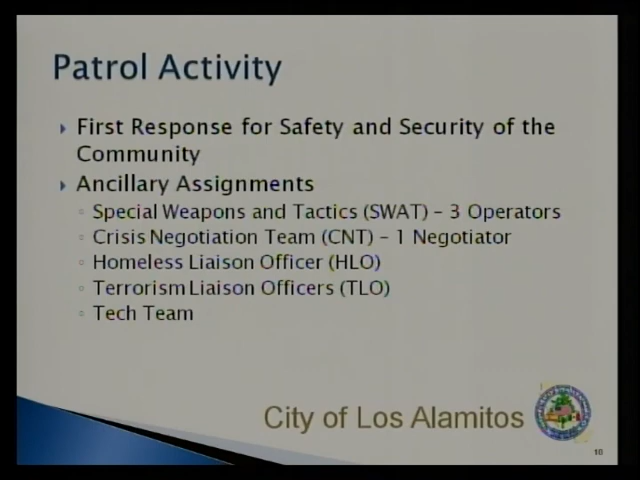 Patrol Activity
First Response for Safety and Security of the
Community
Ancillary Assignments
Special Weapons and Tactics (SWAT) – 3 Operators
Crisis Negotiation Team (CNT) – 1 Negotiator
Homeless Liaison Officer (HLO)
Terrorism Liaison Officers (TLO)
Tech Team
City of Los Alamitos
10